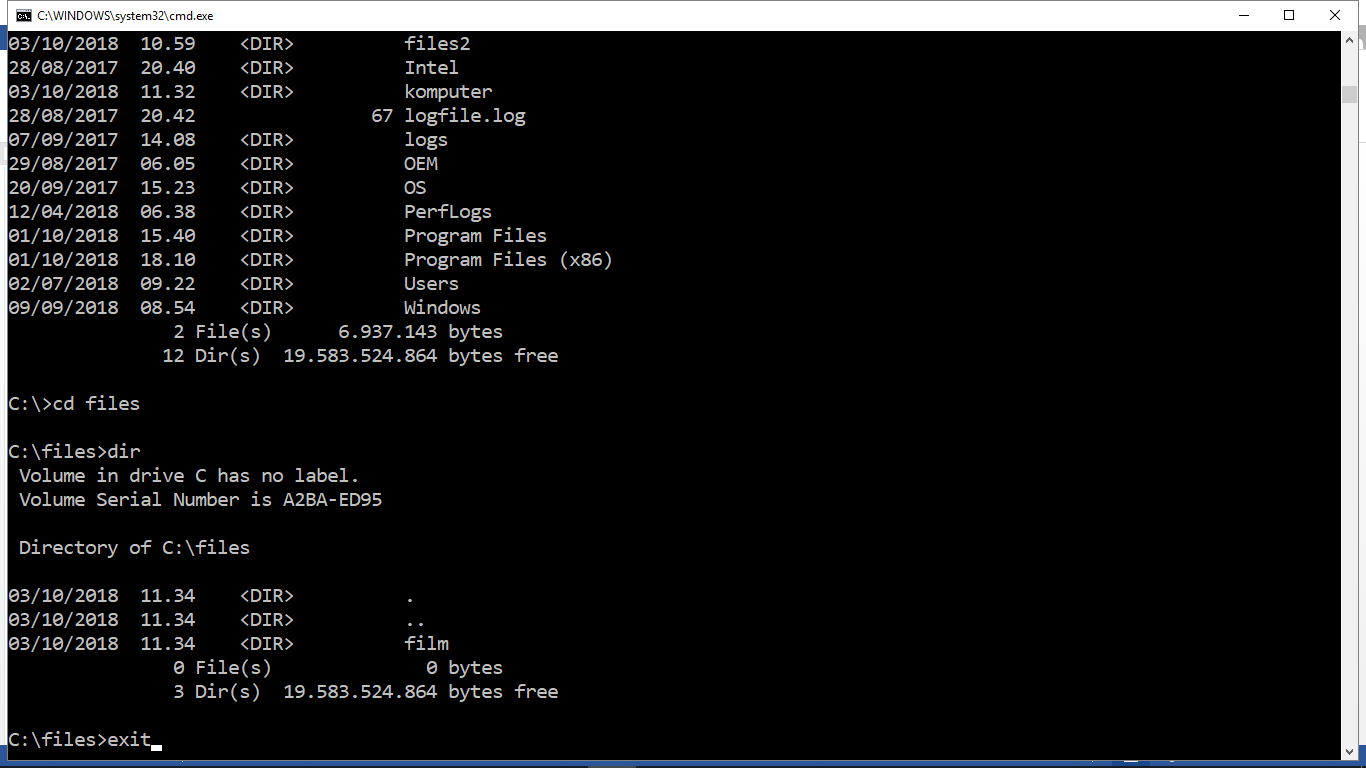 C:\WINDOWS\system32\cmd.exe
03/10/2018  10.59    <DIR>          files2
28/08/2017  20.40    <DIR>          Intel
03/10/2018  11.32    <DIR>          komputer
28/08/2017  20.42                67 logfile.log
07/09/2017  14.08    <DIR>          logs
29/08/2017  06.05    <DIR>          OEM
20/09/2017  15.23    <DIR>          OS
12/04/2018  06.38    <DIR>          PerfLogs
01/10/2018  15.40    <DIR>          Program Files
01/10/2018  18.10    <DIR>          Program Files (x86)
02/07/2018  09.22    <DIR>          Users
09/09/2018  08.54    <DIR>          Windows
               2 File(s)      6.937.143 bytes
              12 Dir(s)  19.583.524.864 bytes free
C:\>cd files
C:\files>dir
 Volume in drive C has no label.
 Volume Serial Number is A2BA-ED95
 Directory of C:\files
03/10/2018  11.34    <DIR>          .
03/10/2018  11.34    <DIR>          ..
03/10/2018  11.34    <DIR>          film
               0 File(s)              0 bytes
               3 Dir(s)  19.583.524.864 bytes free
C:\files>exit